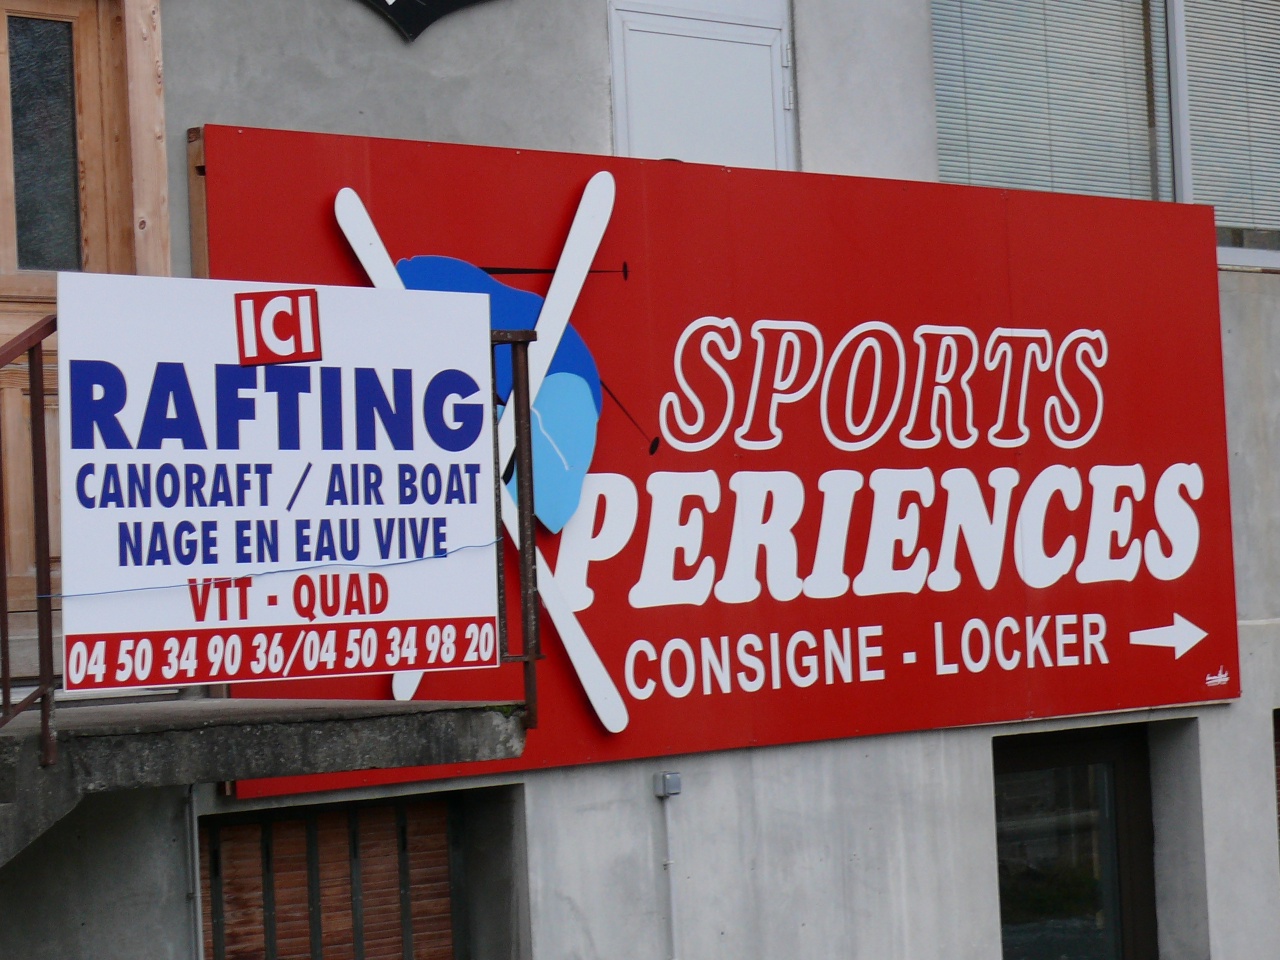 ICI
RAFTING
CANORAFT / AIR BOAT
NAGE EN EAU VIVE
VTT - QUAD
04 50 34 90 36/04 50 34 98 20
SPORTS
XPERIENCES
CONSIGNE - LOCKER